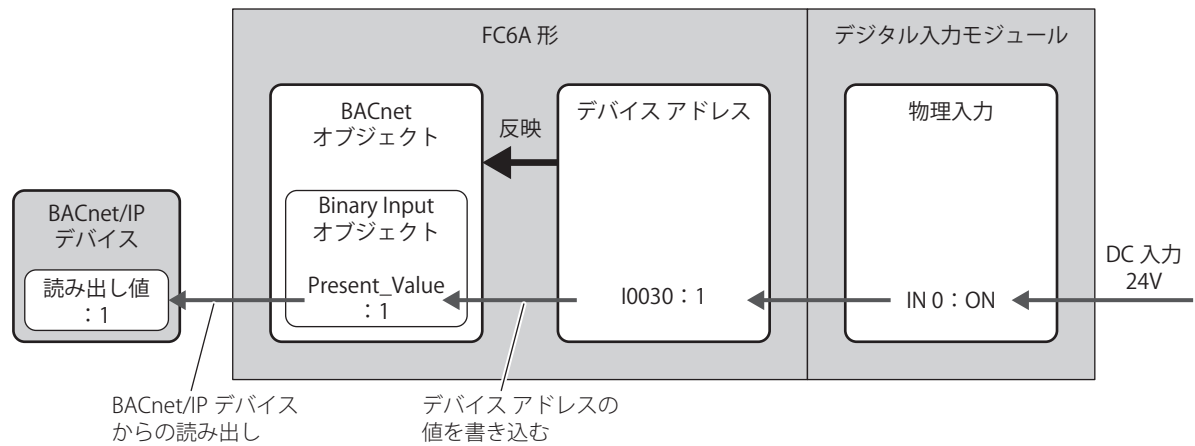 FC6A 形
デジタル入力モジュール
BACnet
オブジェクト
反映
デバイス アドレス
物理入力
BACnet/IP
デバイス
Binary Input
オブジェクト
読み出し値
：1
Present_Value
：1
I0030：1
IN 0：ON
DC 入力
24V
BACnet/IP デバイス
からの読み出し
デバイス アドレスの
値を書き込む